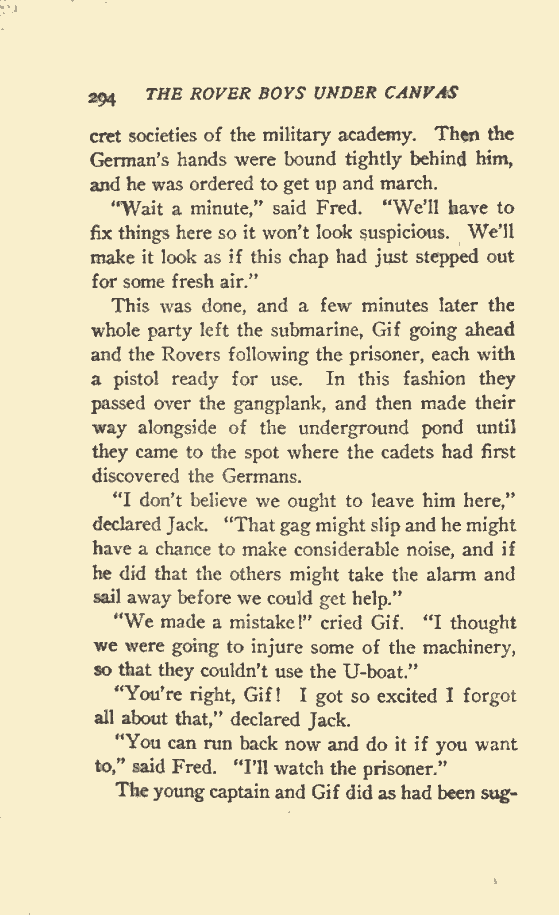 294 THE ROVER BOYS UNDER CANVAS
cret societies of the military academy. Then the
German's hands were bound tightly behind him,
and he was ordered to get up and march.
"Wait a minute," said Fred. "We'll have to
fix things here so it won't look suspicious. We'll
make it look as if this chap had just stepped out
for some fresh air."
This was done, and a few minutes later the
whole party left the submarine, Gif going ahead
and the Rovers following the prisoner, each with
a pistol ready for use. In this fashion they
passed over the gangplank, and then made their
way alongside of the underground pond until
they came to the spot where the cadets had first
discovered the Germans.
"I don't believe we ought to leave him here,"
declared Jack. "That gag might slip and he might
have a chance to make considerable noise, and if
he did that the others might take the alarm and
sail away before we could get help."
"We made a mistake!" cried Gif. "I thought
we were going to injure some of the machinery,
so that they couldn't use the U-boat."
"You're right, Gif! I got so excited I forgot
all about that," declared Jack.
"You can run back now and do it if you want
to," said Fred. "I'll watch the prisoner."
The young captain and Gif did as had been sug-